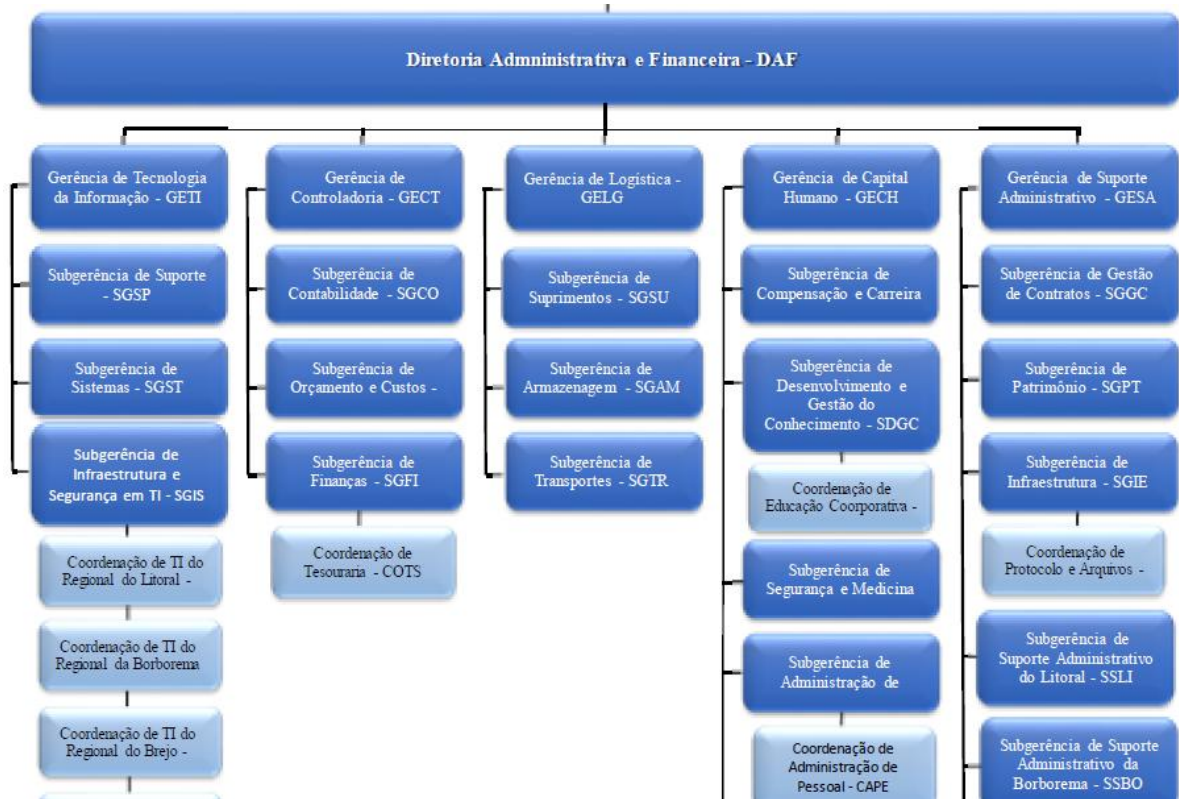 Diretoria Admninistrativa e Financeira - DAF
Gerência de Tecnologia
da Informação - GETI
Subgerência de Suporte
- SGSP
Subgerência de
Sistemas - SGST
Subgerência de
Infraestrutura e
Segurança em TI - SGIS
Coordenação de TI do
Regional do Litoral -
Coordenação de TI do
Regional da Borborema
Coordenação de TI do
Regional do Brejo -
Gerência de
Controladoria - GECT
Subgerência de
Contabilidade - SGCO
Subgerência de
Orçamento e Custos -
Subgerência de
Finanças - SGFI
Coordenação de
Tesouraria - COTS
Gerência de Logística -
GELG
Subgerência de
Suprimentos - SGSU
Subgerência de
Armazenagem - SGAM
Subgerência de
Transportes - SGTR
Gerência de Capital
Humano - GECH
Subgerência de
Compensação e Carreira
Subgerência de
Desenvolvimento e
Gestão do
Conhecimento - SDGC
Coordenação de
Educação Coorporativa -
Subgerência de
Segurança e Medicina
Subgerência de
Administração de
Coordenação de
Administração de
Pessoal - CAPE
Gerência de Suporte
Administrativo - GESA
Subgerência de Gestão
de Contratos - SGGC
Subgerência de
Patrimônio - SGPT
Subgerência de
Infraestrutura - SGIE
Coordenação de
Protocolo e Arquivos -
Subgerência de
Suporte Administrativo
do Litoral - SSLI
Subgerência de Suporte
Administrativo da
Borborema - SSBO